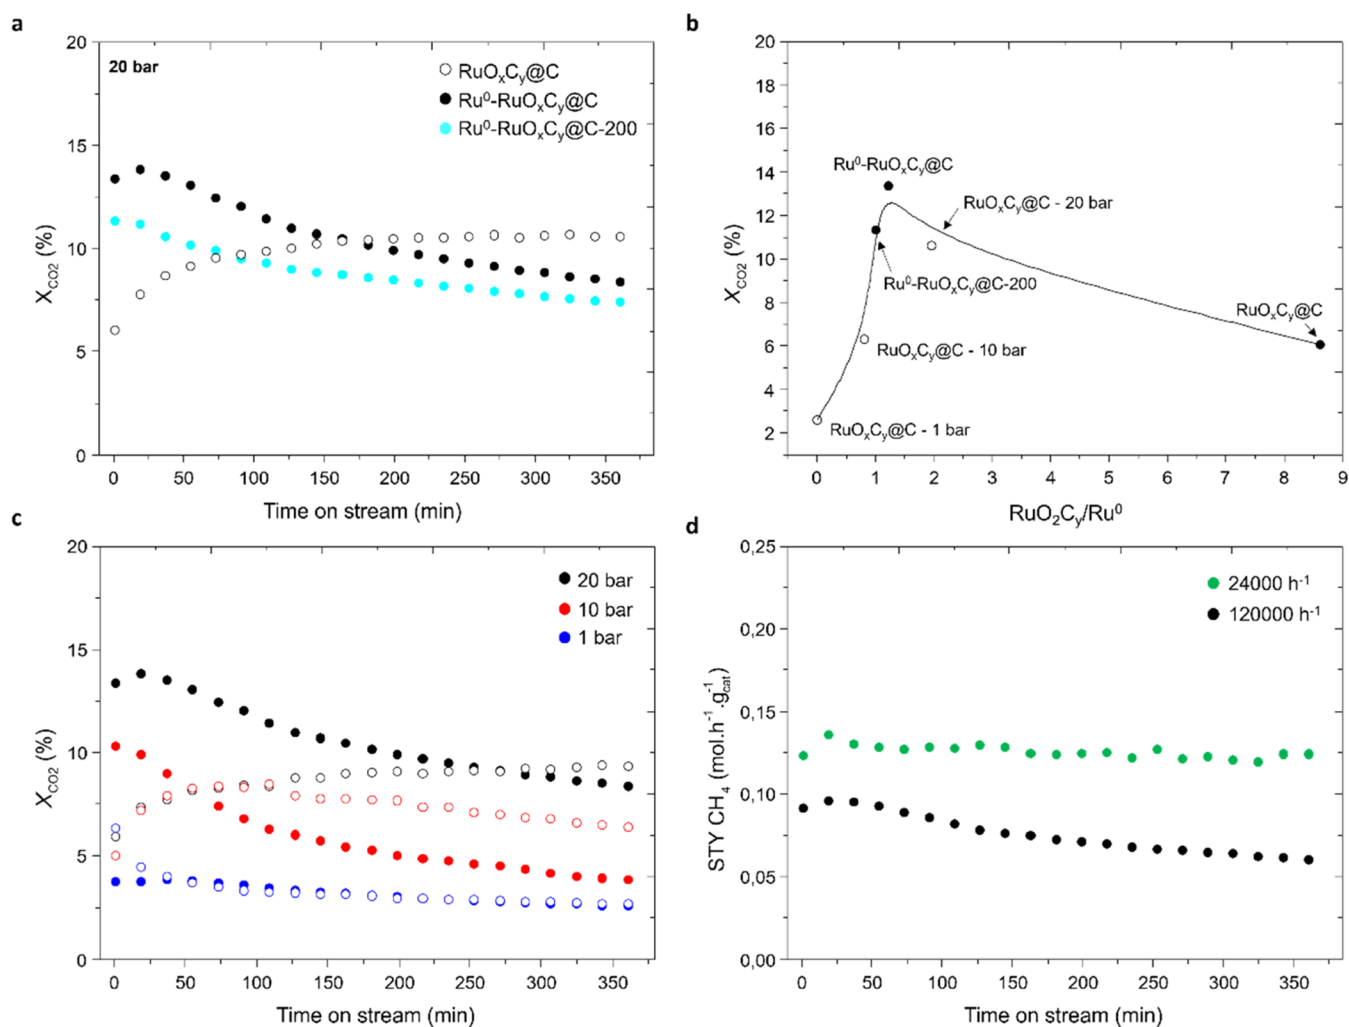 a
20 bar
RuOxCy@C
Ru⁰-RuOxCy@C
Ru⁰-RuOxCy@C-200
20
15
10
5
0
XCO2 (%)
0 50 100 150 200 250 300 350
Time on stream (min)
b
20
18
16
14
12
10
8
6
4
2
XCO2 (%)
Ru⁰-RuOxCy@C
RuOxCy@C - 20 bar
Ru⁰-RuOxCy@C-200
RuOxCy@C
RuOxCy@C - 10 bar
RuOxCy@C - 1 bar
0 1 2 3 4 5 6 7 8 9
RuO₂Cy/Ru⁰
c
20 bar
10 bar
1 bar
20
15
10
5
0
XCO2 (%)
0 50 100 150 200 250 300 350
Time on stream (min)
d
24000 h⁻¹
120000 h⁻¹
0,25
0,20
0,15
0,10
0,05
0,00
STY CH₄ (mol.h⁻¹.gcat⁻¹)
0 50 100 150 200 250 300 350
Time on stream (min)